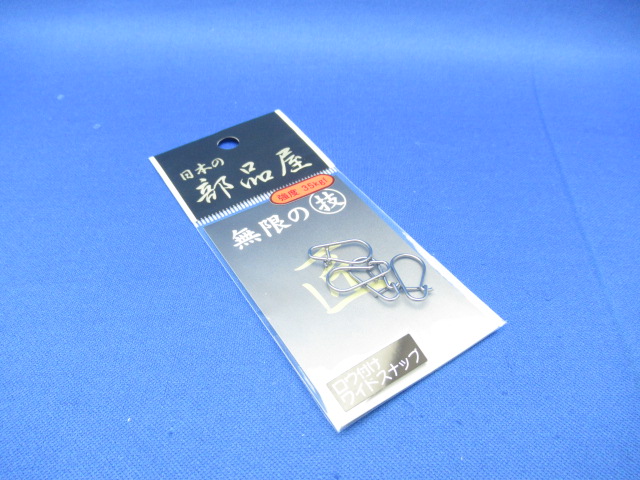 日本の
部品屋
強度 35kg!
無限の技
ロウ付け
ワイドスナップ